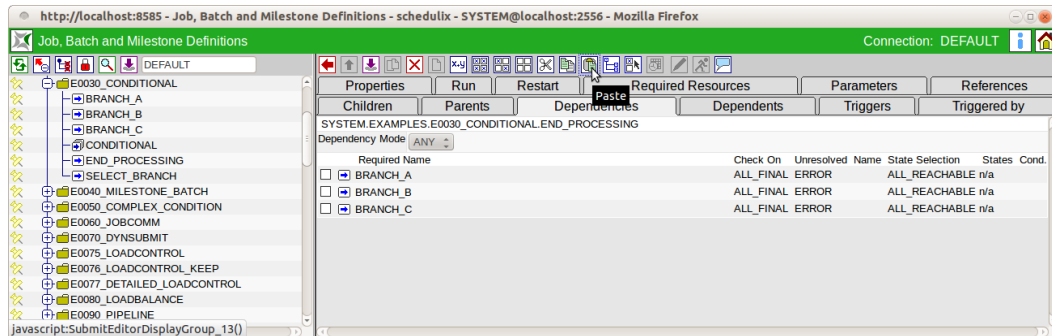 http://localhost:8585 - Job, Batch and Milestone Definitions - schedulix - SYSTEM@localhost:2556 - Mozilla Firefox
Job, Batch and Milestone Definitions
Connection: DEFAULT
DEFAULT
E0030_CONDITIONAL
BRANCH_A
BRANCH_B
BRANCH_C
CONDITIONAL
END_PROCESSING
SELECT_BRANCH
E0040_MILESTONE_BATCH
E0050_COMPLEX_CONDITION
E0060_JOBCOMM
E0070_DYNSUBMIT
E0075_LOADCONTROL
E0076_LOADCONTROL_KEEP
E0077_DETAILED_LOADCONTROL
E0080_LOADBALANCE
E0090_PIPELINE
javascript:SubmitEditorDisplayGroup_13()
x,y
Paste
Properties Run Restart Required Resources Parameters References
Children Parents Dependencies Dependents Triggers Triggered by
SYSTEM.EXAMPLES.E0030_CONDITIONAL.END_PROCESSING
Dependency Mode ANY
Required Name Check On Unresolved Name State Selection States Cond.
BRANCH_A ALL_FINAL ERROR ALL_REACHABLE n/a
BRANCH_B ALL_FINAL ERROR ALL_REACHABLE n/a
BRANCH_C ALL_FINAL ERROR ALL_REACHABLE n/a